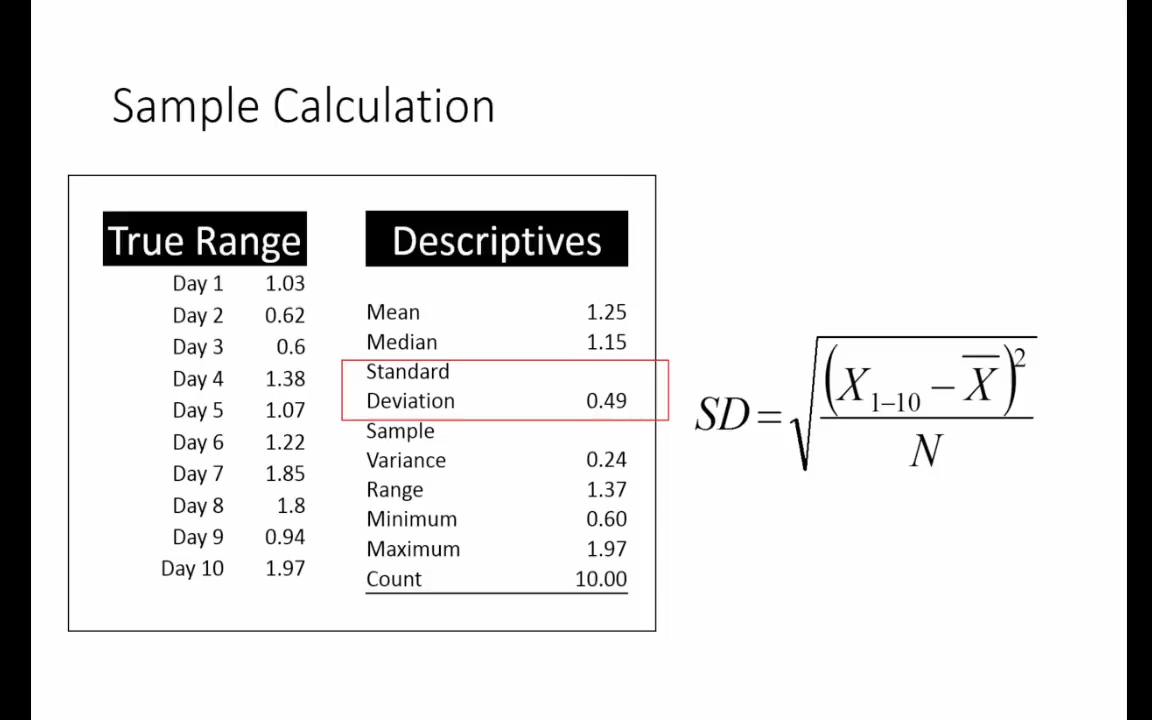 Sample Calculation
True Range
Day 1 1.03
Day 2 0.62
Day 3 0.6
Day 4 1.38
Day 5 1.07
Day 6 1.22
Day 7 1.85
Day 8 1.8
Day 9 0.94
Day 10 1.97
Descriptives
Mean 1.25
Median 1.15
Standard
Deviation 0.49
Sample
Variance 0.24
Range 1.37
Minimum 0.60
Maximum 1.97
Count 10.00
SD = √((X₁₋₁₀ − X̄)² / N)